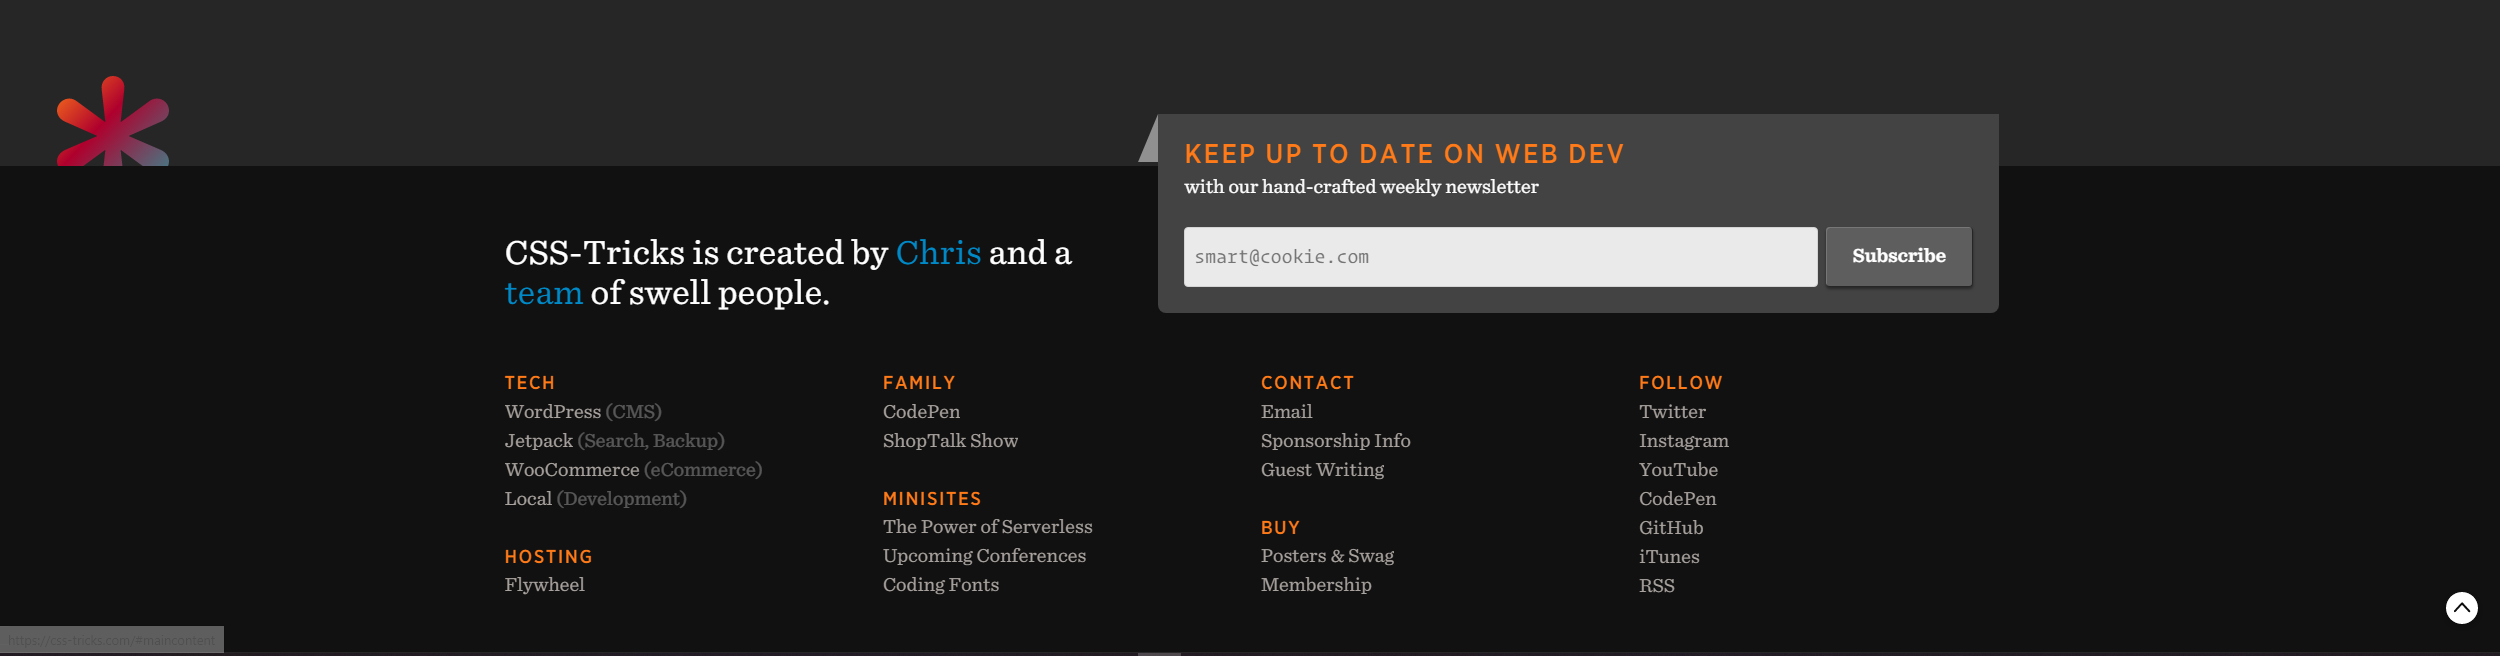 KEEP UP TO DATE ON WEB DEV
with our hand-crafted weekly newsletter
smart@cookie.com
Subscribe
CSS-Tricks is created by Chris and a
team of swell people.
TECH
WordPress (CMS)
Jetpack (Search, Backup)
WooCommerce (eCommerce)
Local (Development)
HOSTING
Flywheel
FAMILY
CodePen
ShopTalk Show
MINISITES
The Power of Serverless
Upcoming Conferences
Coding Fonts
CONTACT
Email
Sponsorship Info
Guest Writing
BUY
Posters & Swag
Membership
FOLLOW
Twitter
Instagram
YouTube
CodePen
GitHub
iTunes
RSS
https://css-tricks.com/#maincontent